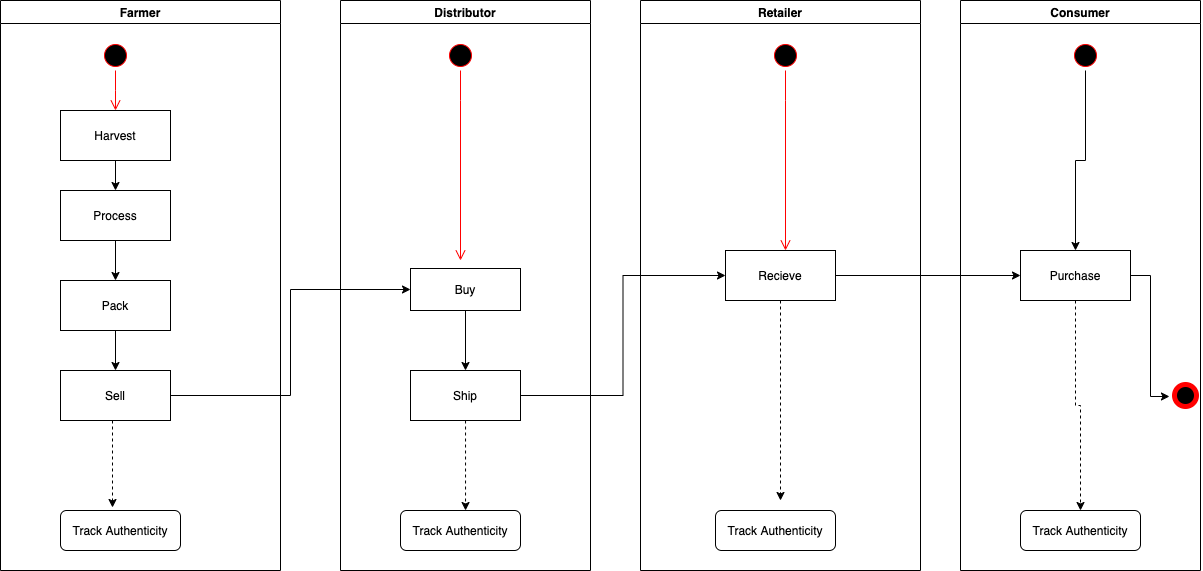 Farmer
Distributor
Retailer
Consumer
Harvest
Process
Pack
Sell
Track Authenticity
Buy
Ship
Track Authenticity
Recieve
Track Authenticity
Purchase
Track Authenticity